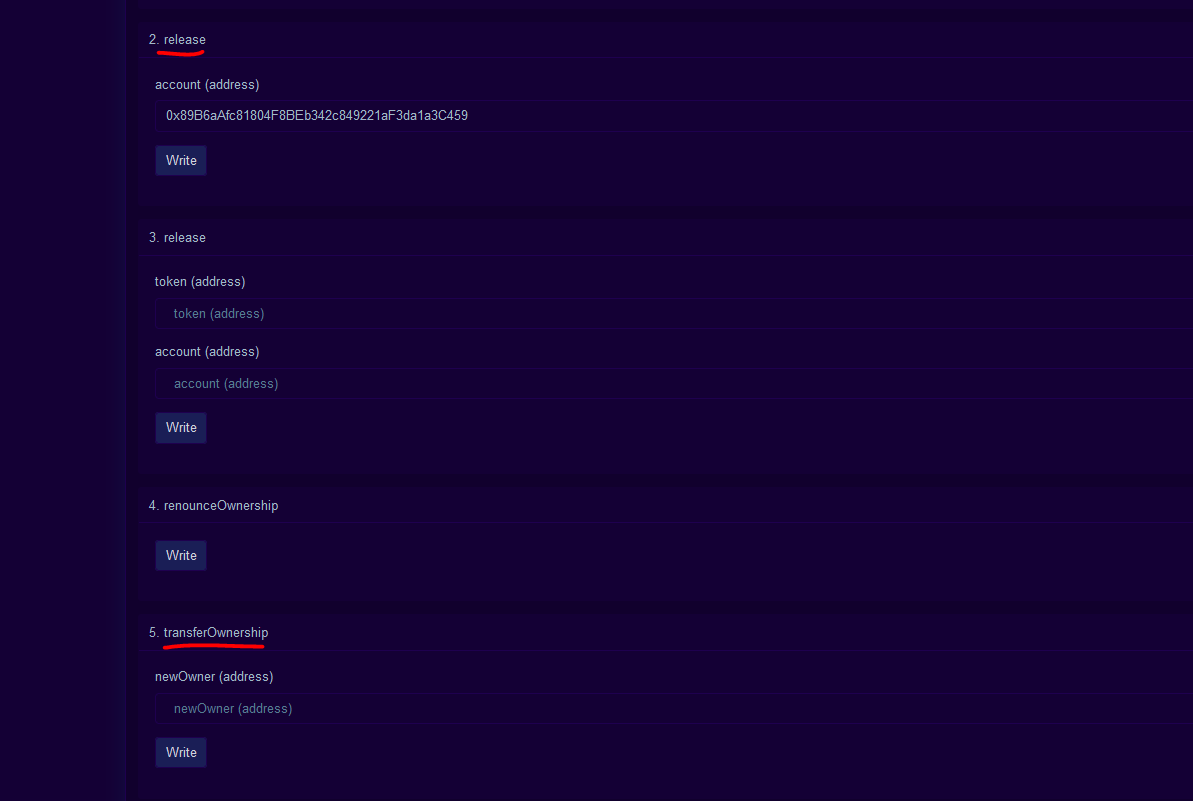 2. release
account (address)
0x89B6aAfc81804F8BEb342c849221aF3da1a3C459
Write
3. release
token (address)
token (address)
account (address)
account (address)
Write
4. renounceOwnership
Write
5. transferOwnership
newOwner (address)
newOwner (address)
Write